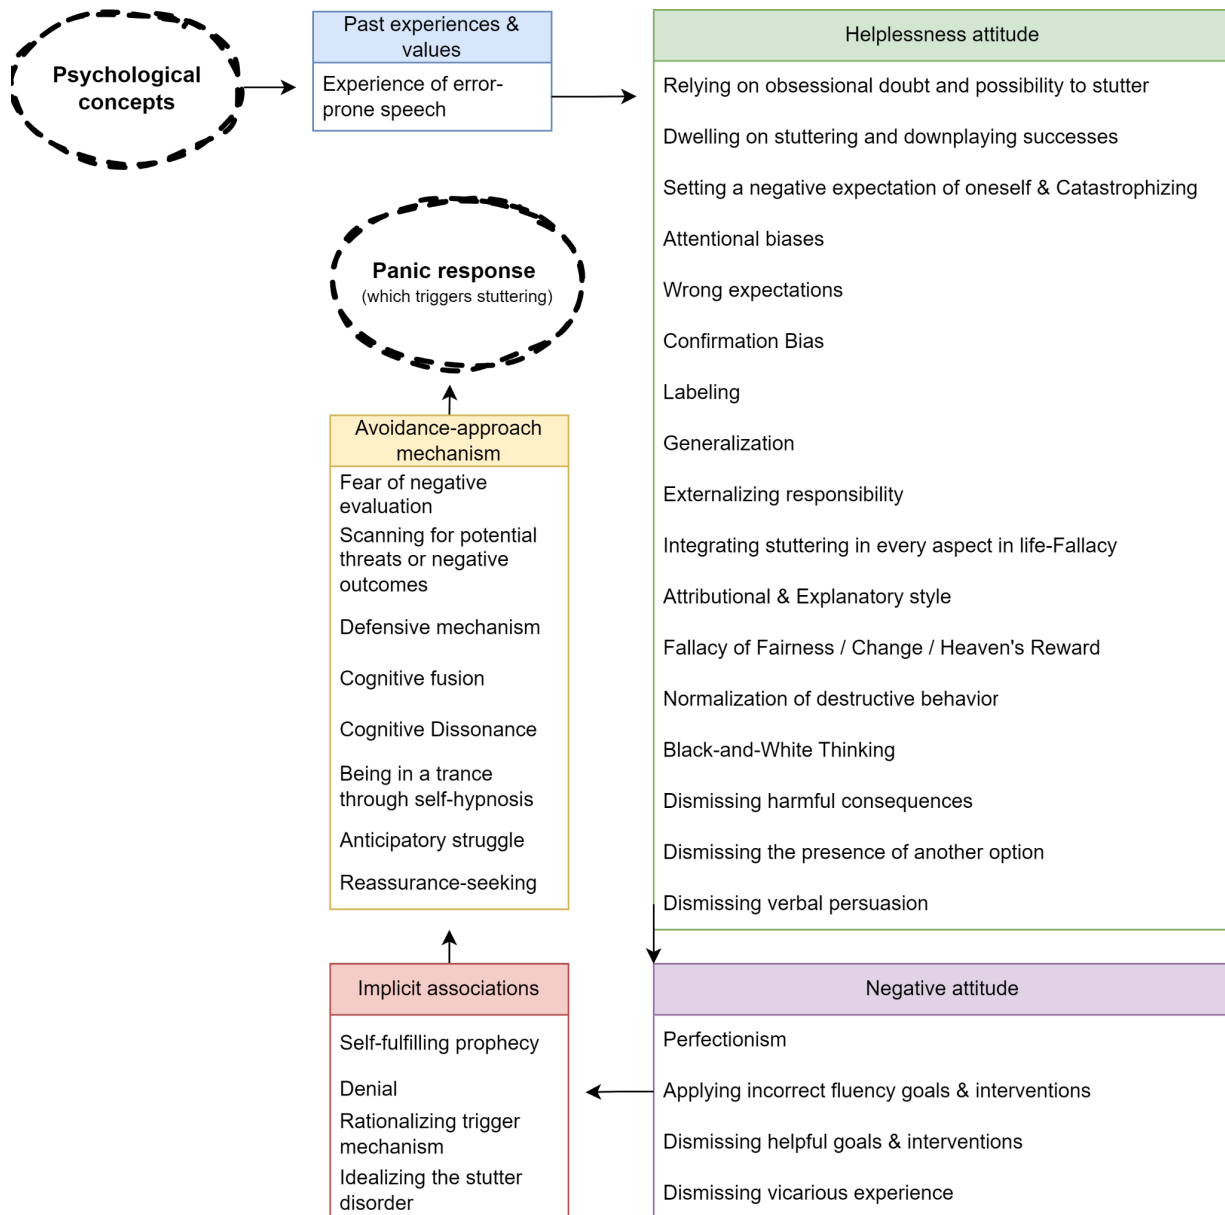 Psychological
concepts
Past experiences &
values
Experience of error-
prone speech
Helplessness attitude
Relying on obsessional doubt and possibility to stutter
Dwelling on stuttering and downplaying successes
Setting a negative expectation of oneself & Catastrophizing
Attentional biases
Wrong expectations
Confirmation Bias
Labeling
Generalization
Externalizing responsibility
Integrating stuttering in every aspect in life-Fallacy
Attributional & Explanatory style
Fallacy of Fairness / Change / Heaven's Reward
Normalization of destructive behavior
Black-and-White Thinking
Dismissing harmful consequences
Dismissing the presence of another option
Dismissing verbal persuasion
Negative attitude
Perfectionism
Applying incorrect fluency goals & interventions
Dismissing helpful goals & interventions
Dismissing vicarious experience
Implicit associations
Self-fulfilling prophecy
Denial
Rationalizing trigger
mechanism
Idealizing the stutter
disorder
Avoidance-approach
mechanism
Fear of negative
evaluation
Scanning for potential
threats or negative
outcomes
Defensive mechanism
Cognitive fusion
Cognitive Dissonance
Being in a trance
through self-hypnosis
Anticipatory struggle
Reassurance-seeking
Panic response
(which triggers stuttering)